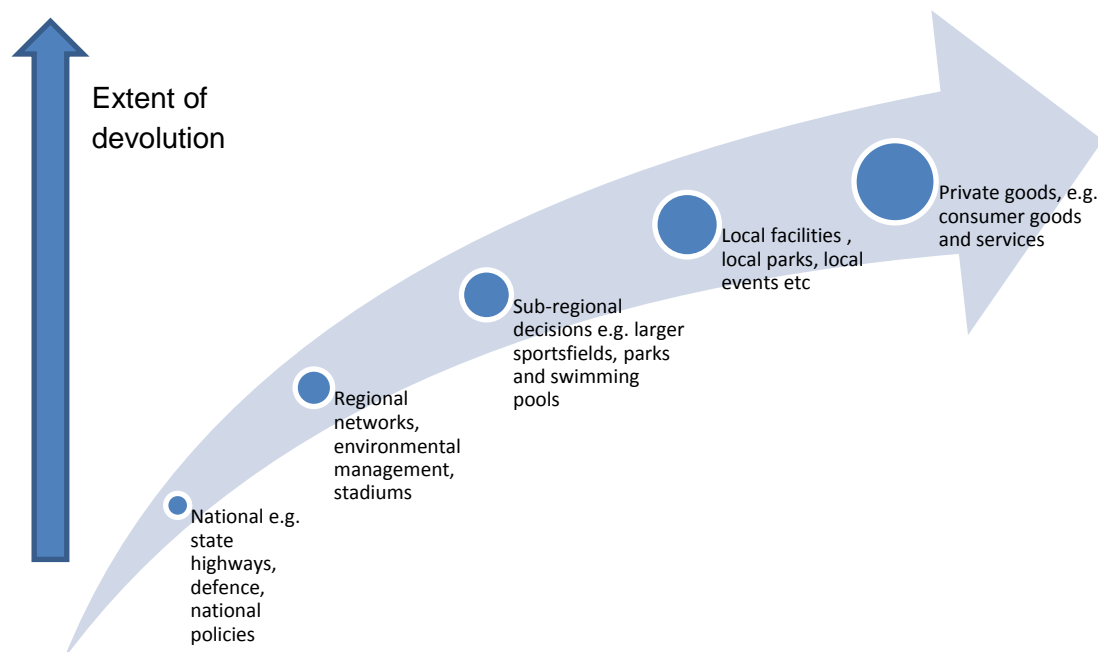 Extent of
devolution
Private goods, e.g.
consumer goods
and services
Local facilities ,
local parks, local
events etc
Sub-regional
decisions e.g. larger
sportsfields, parks
and swimming
pools
Regional
networks,
environmental
management,
stadiums
National e.g.
state
highways,
defence,
national
policies